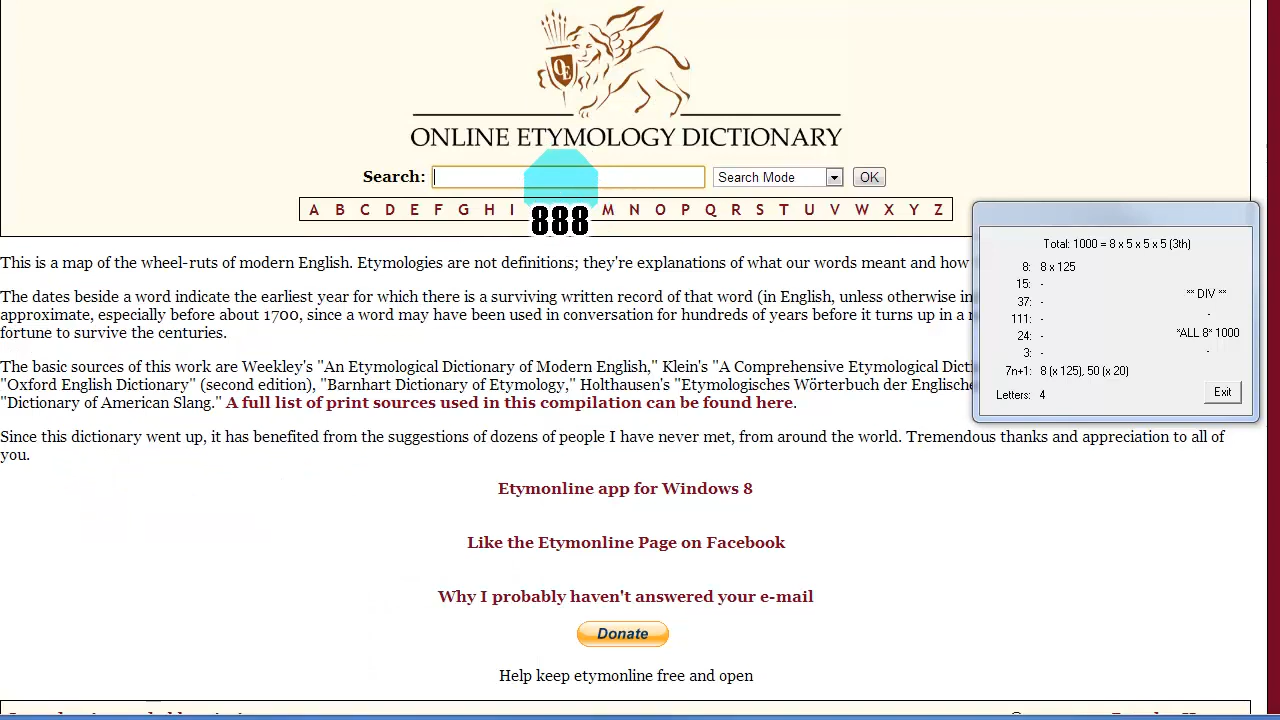 OE
ONLINE ETYMOLOGY DICTIONARY
Search: Search Mode OK
A B C D E F G H I M N O P Q R S T U V W X Y Z
888
This is a map of the wheel-ruts of modern English. Etymologies are not definitions; they're explanations of what our words meant and how
The dates beside a word indicate the earliest year for which there is a surviving written record of that word (in English, unless otherwise
approximate, especially before about 1700, since a word may have been used in conversation for hundreds of years before it turns up in a
fortune to survive the centuries.
The basic sources of this work are Weekley's "An Etymological Dictionary of Modern English," Klein's "A Comprehensive Etymological
"Oxford English Dictionary" (second edition), "Barnhart Dictionary of Etymology," Holthausen's "Etymologisches Wörterbuch der
"Dictionary of American Slang." A full list of print sources used in this compilation can be found here.
Since this dictionary went up, it has benefited from the suggestions of dozens of people I have never met, from around the world. Tremendous thanks and appreciation to all of
you.
Etymonline app for Windows 8
Like the Etymonline Page on Facebook
Why I probably haven't answered your e-mail
Donate
Help keep etymonline free and open
Total: 1000 = 8 x 5 x 5 x 5 (3th)
8: 8 x 125
15: -
37: -
** DIV **
111: -
-
24: -
*ALL 8* 1000
3: -
-
7n+1: 8 (x 125), 50 (x 20)
Letters: 4
Exit